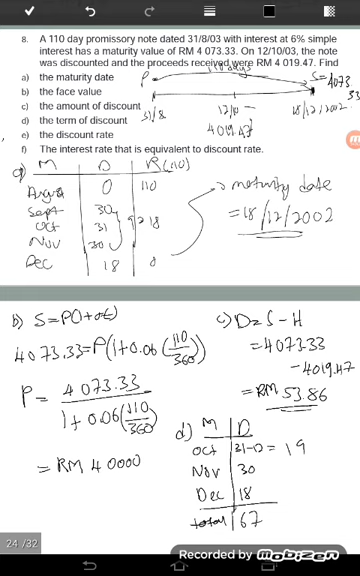 8. A 110 day promissory note dated 31/8/03 with interest at 6% simple
interest has a maturity value of RM 4 073.33. On 12/10/03, the note
was discounted and the proceeds received were RM 4 019.47. Find
a) the maturity date
b) the face value
c) the amount of discount
d) the term of discount
e) the discount rate
f) The interest rate that is equivalent to discount rate.
110 days
P
S=4073
33
31/8
12/10
18/12/2002
4019.47
a) M D R(110)
August 0 110
Sept 30
Oct 31 92 18
Nov 30
Dec 18 0
maturity date
=18/12/2002
b) S=P(1+rt)
4073.33=P(1+0.06(110/360))
P= 4073.33
1+0.06(110/360)
=RM 40000
c) D=S-H
=4073.33
-4019.47
=RM 53.86
d) M D
Oct 31-12=19
Nov 30
Dec 18
total 67
24 /32
Recorded by Mobizen